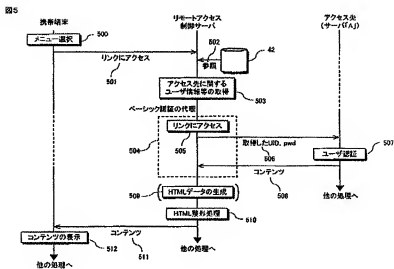 図5
携帯端末
リモートアクセス
制御サーバ
アクセス先
(サーバ「A」)
メニュー選択
500
リンクにアクセス
501
502
参照
42
アクセス先に関する
ユーザ情報等の取得
503
ベーシック認証の代理
リンクにアクセス
505
504
取得したUID, pwd
506
ユーザ認証
507
コンテンツ
508
他の処理へ
HTMLデータの生成
509
HTML整形処理
510
コンテンツ
511
コンテンツの表示
512
他の処理へ
他の処理へ